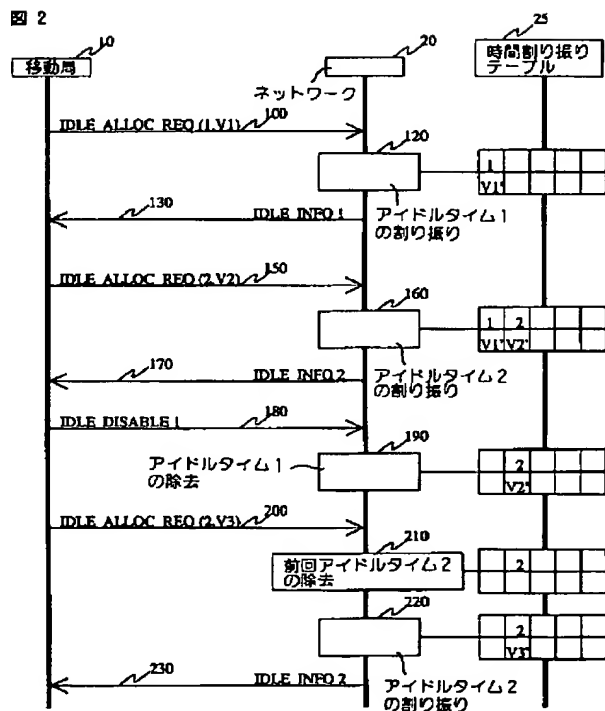 図 2
10
移動局
20
ネットワーク
25
時間割り振り
テーブル
IDLE ALLOC REQ (1,V1)
100
120
1
V1'
アイドルタイム1
の割り振り
130
IDLE INFO 1
IDLE ALLOC REQ (2,V2)
150
160
1 2
V1' V2'
アイドルタイム2
の割り振り
170
IDLE INFO 2
IDLE DISABLE 1
180
190
アイドルタイム1
の除去
2
V2'
IDLE ALLOC REQ (2,V3)
200
210
前回アイドルタイム2
の除去
2
220
2
V3'
アイドルタイム2
の割り振り
230
IDLE INFO 2